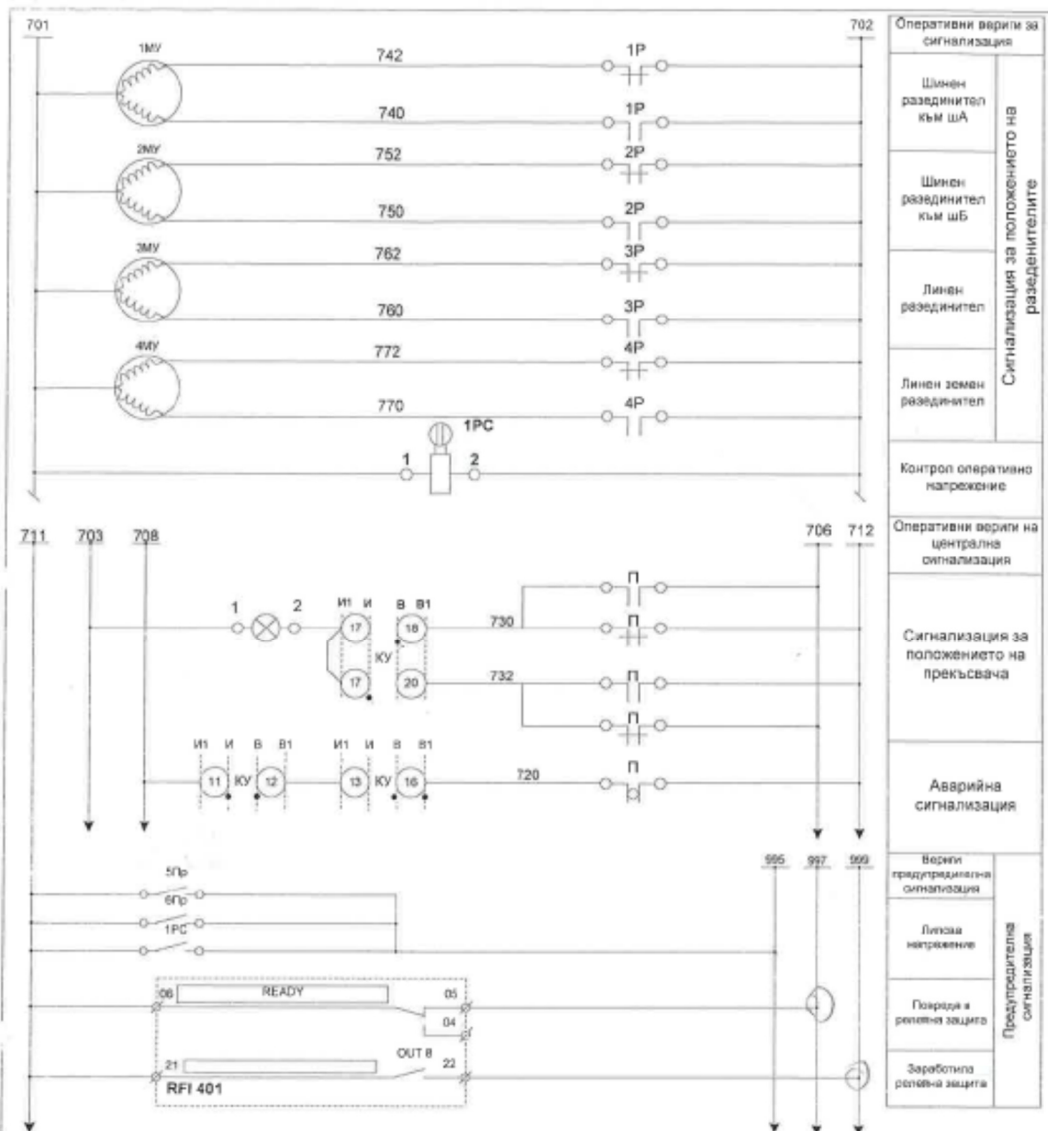 701
702
Оперативни вериги за
сигнализация
1МУ
742
1Р
740
1Р
Шинен
разединител
към шА
2МУ
752
2Р
750
2Р
Шинен
разединител
към шБ
3МУ
762
3Р
760
3Р
Линен
разединител
4МУ
772
4Р
770
4Р
Линен земен
разединител
Сигнализация за положението на
разеденителите
1РС
1
2
Контрол оперативно
напрежение
711
703
708
706
712
Оперативни вериги на
централна
сигнализация
1
2
И1 И В В1
17
18
КУ
17
20
730
732
П
П
П
П
Сигнализация за
положението на
прекъсвача
И1 И В В1
И1 И В В1
11
КУ
12
13
КУ
16
720
П
Аварийна
сигнализация
995
997
999
Вериги
предупредителна
сигнализация
5Пр
6Пр
1РС
Липсва
напрежение
06
READY
05
04
Повреда в
релейна защита
21
OUT 8
22
RFI 401
Заработила
релейна защита
Предупредителна
сигнализация